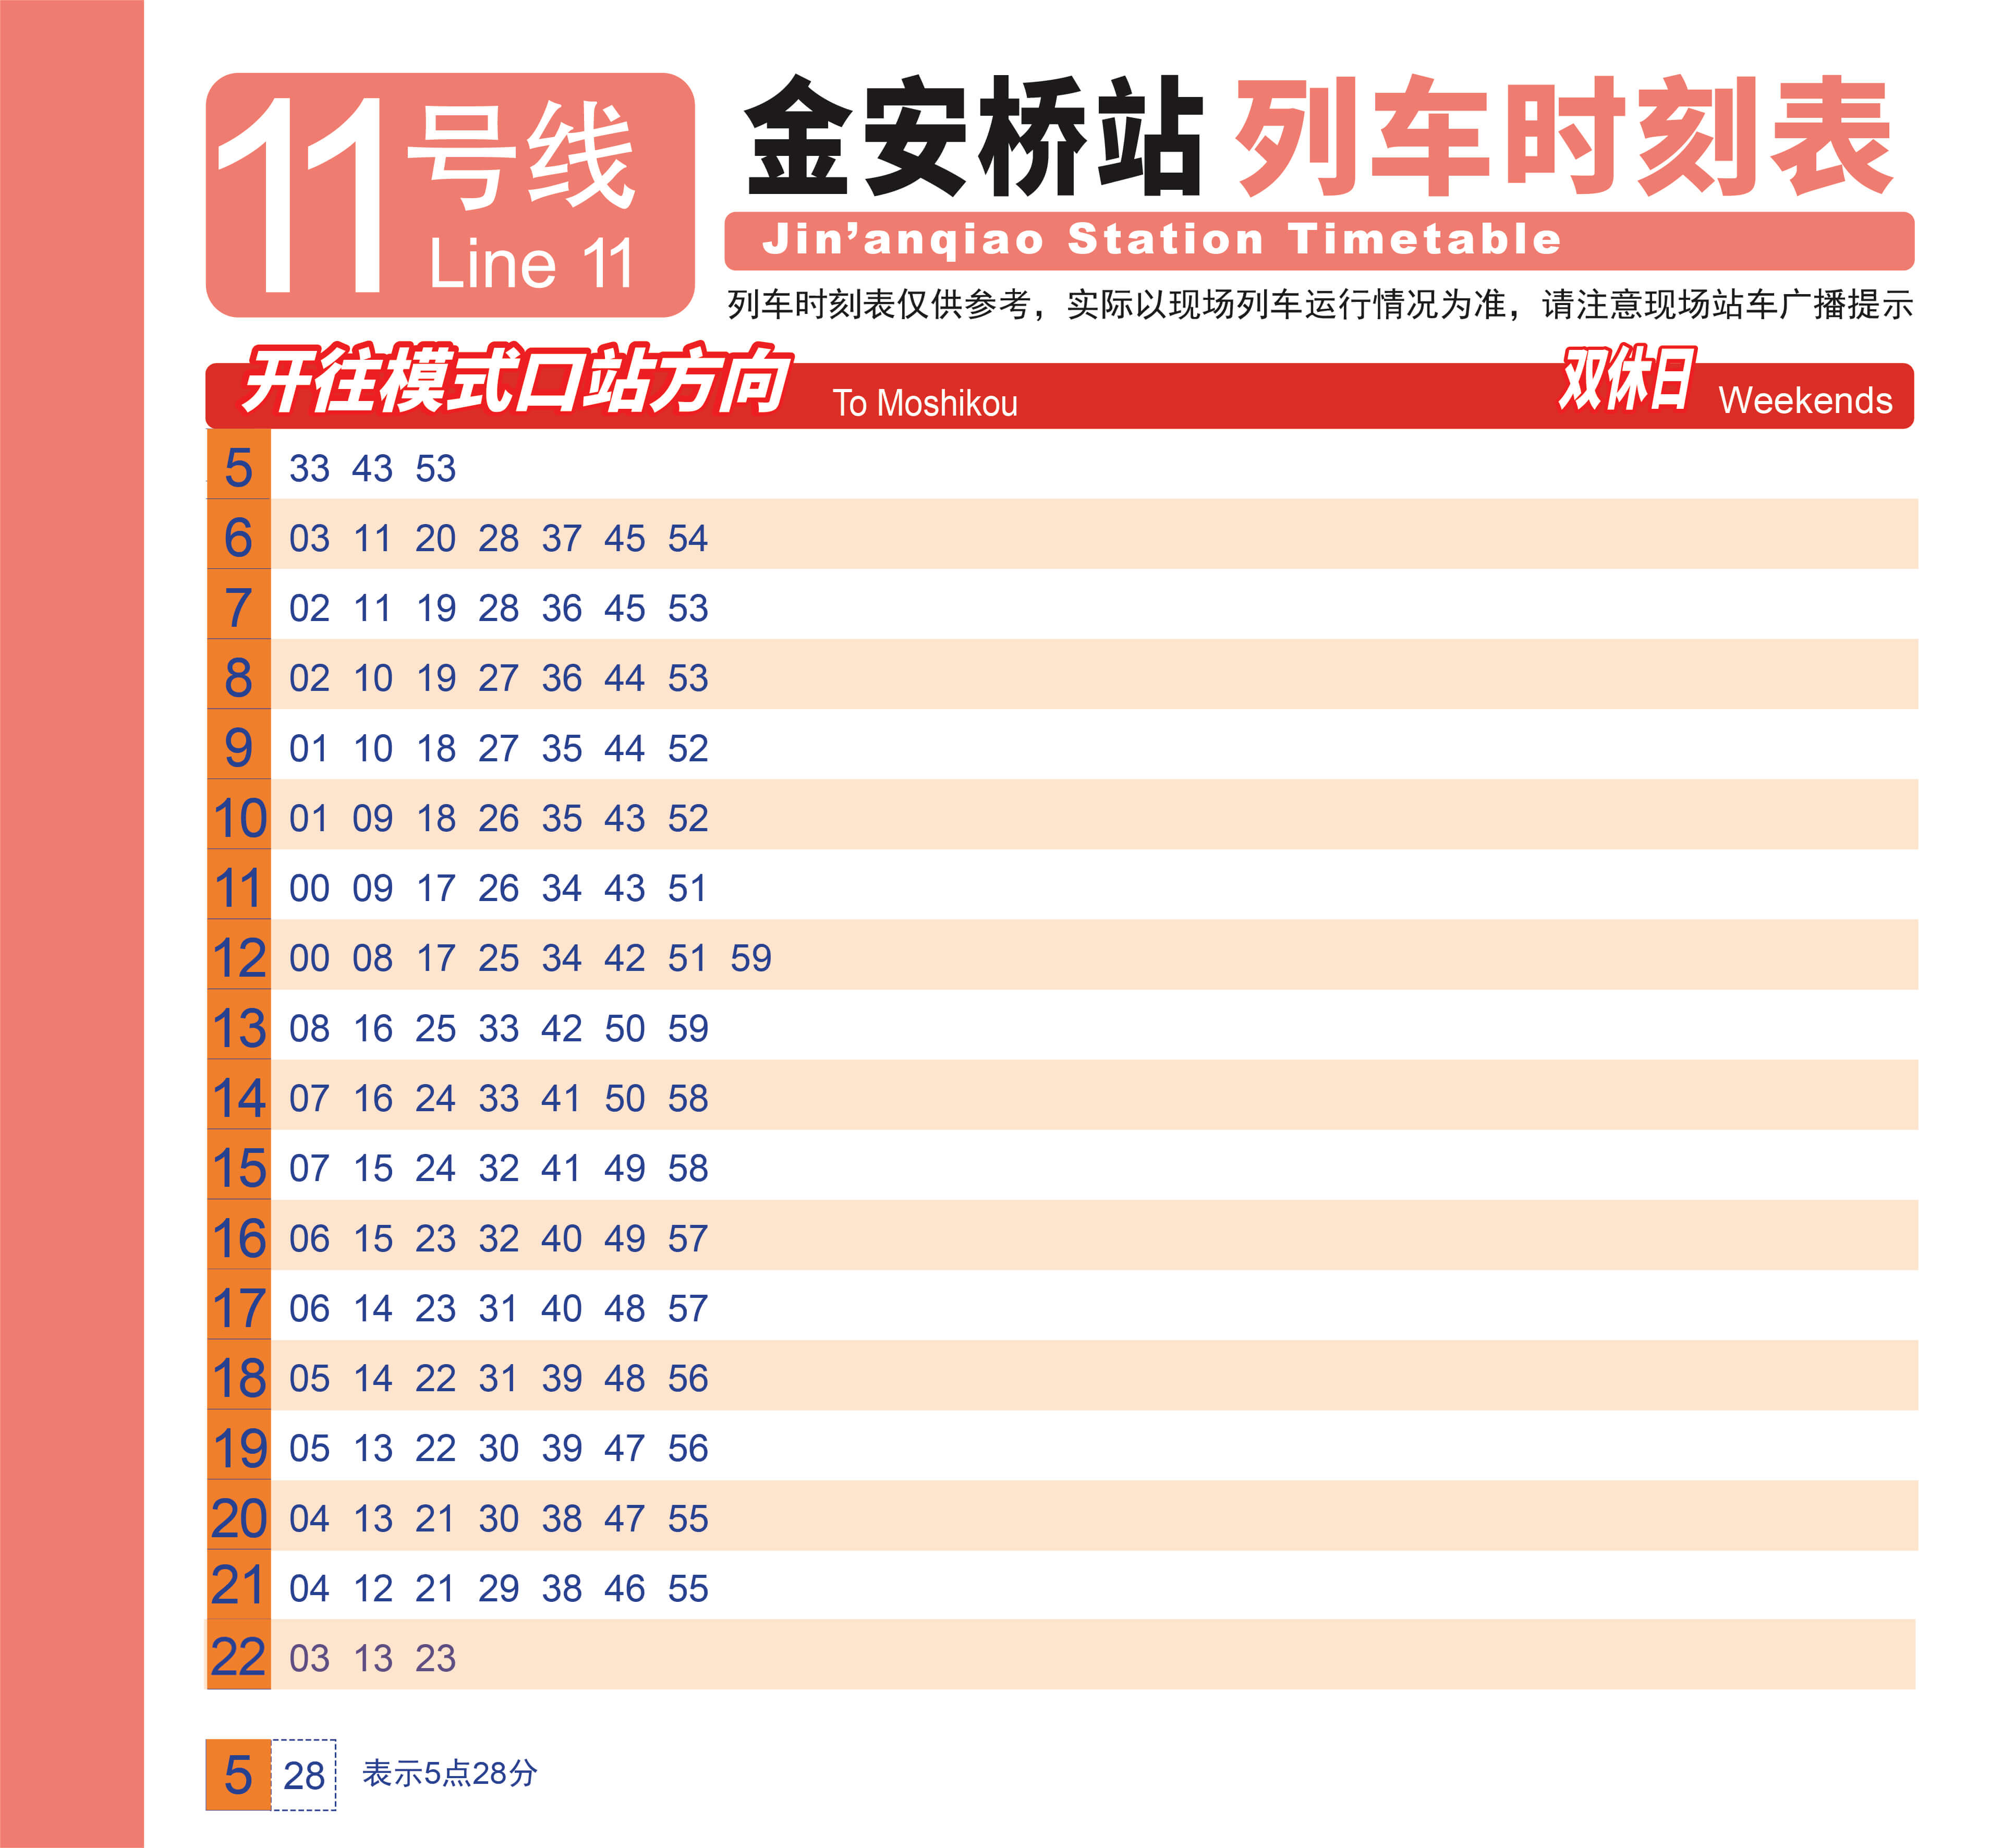 11号线
Line 11
金安桥站 列车时刻表
Jin’anqiao Station Timetable
列车时刻表仅供参考，实际以现场列车运行情况为准，请注意现场站车广播提示
开往模式口站方向 To Moshikou 双休日 Weekends
5 33 43 53
6 03 11 20 28 37 45 54
7 02 11 19 28 36 45 53
8 02 10 19 27 36 44 53
9 01 10 18 27 35 44 52
10 01 09 18 26 35 43 52
11 00 09 17 26 34 43 51
12 00 08 17 25 34 42 51 59
13 08 16 25 33 42 50 59
14 07 16 24 33 41 50 58
15 07 15 24 32 41 49 58
16 06 15 23 32 40 49 57
17 06 14 23 31 40 48 57
18 05 14 22 31 39 48 56
19 05 13 22 30 39 47 56
20 04 13 21 30 38 47 55
21 04 12 21 29 38 46 55
22 03 13 23
5 28 表示5点28分